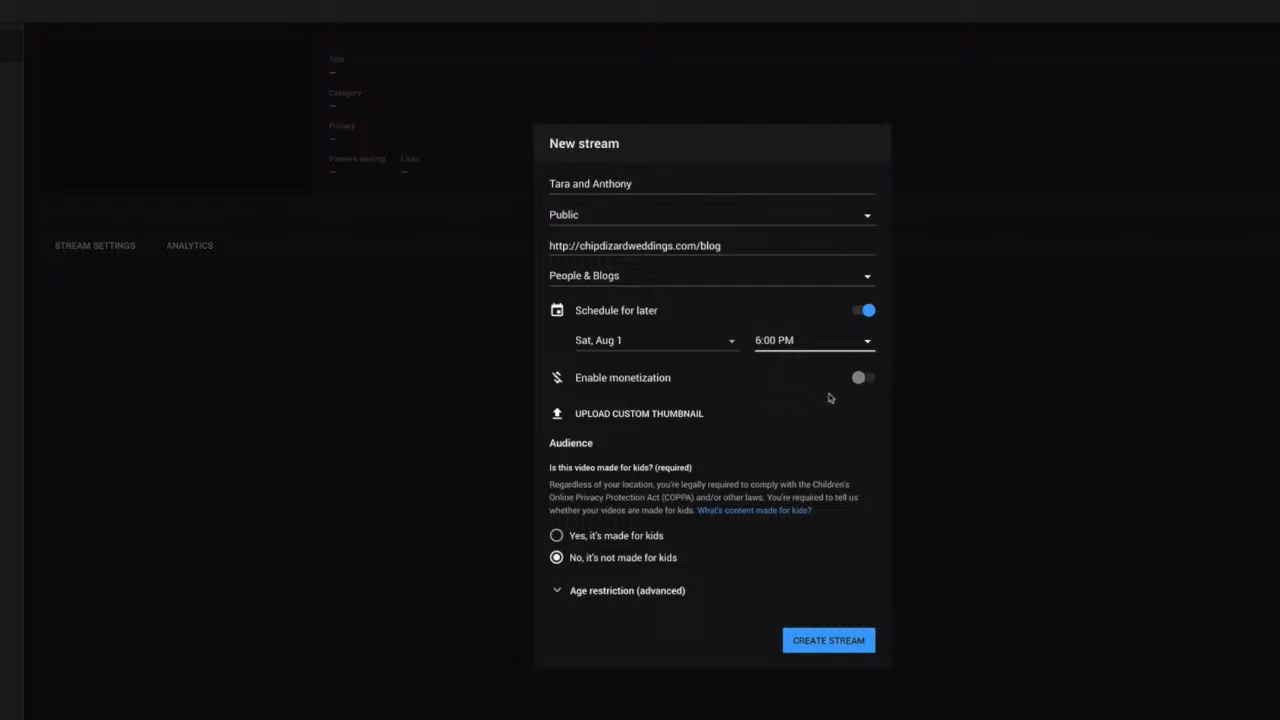 Title
—
Category
—
Privacy
—
Viewers waiting Likes
— —
STREAM SETTINGS ANALYTICS
New stream
Tara and Anthony
Public
http://chipdizardweddings.com/blog
People & Blogs
Schedule for later
Sat, Aug 1 6:00 PM
Enable monetization
UPLOAD CUSTOM THUMBNAIL
Audience
Is this video made for kids? (required)
Regardless of your location, you're legally required to comply with the Children's
Online Privacy Protection Act (COPPA) and/or other laws. You're required to tell us
whether your videos are made for kids. What's content made for kids?
Yes, it's made for kids
No, it's not made for kids
Age restriction (advanced)
CREATE STREAM